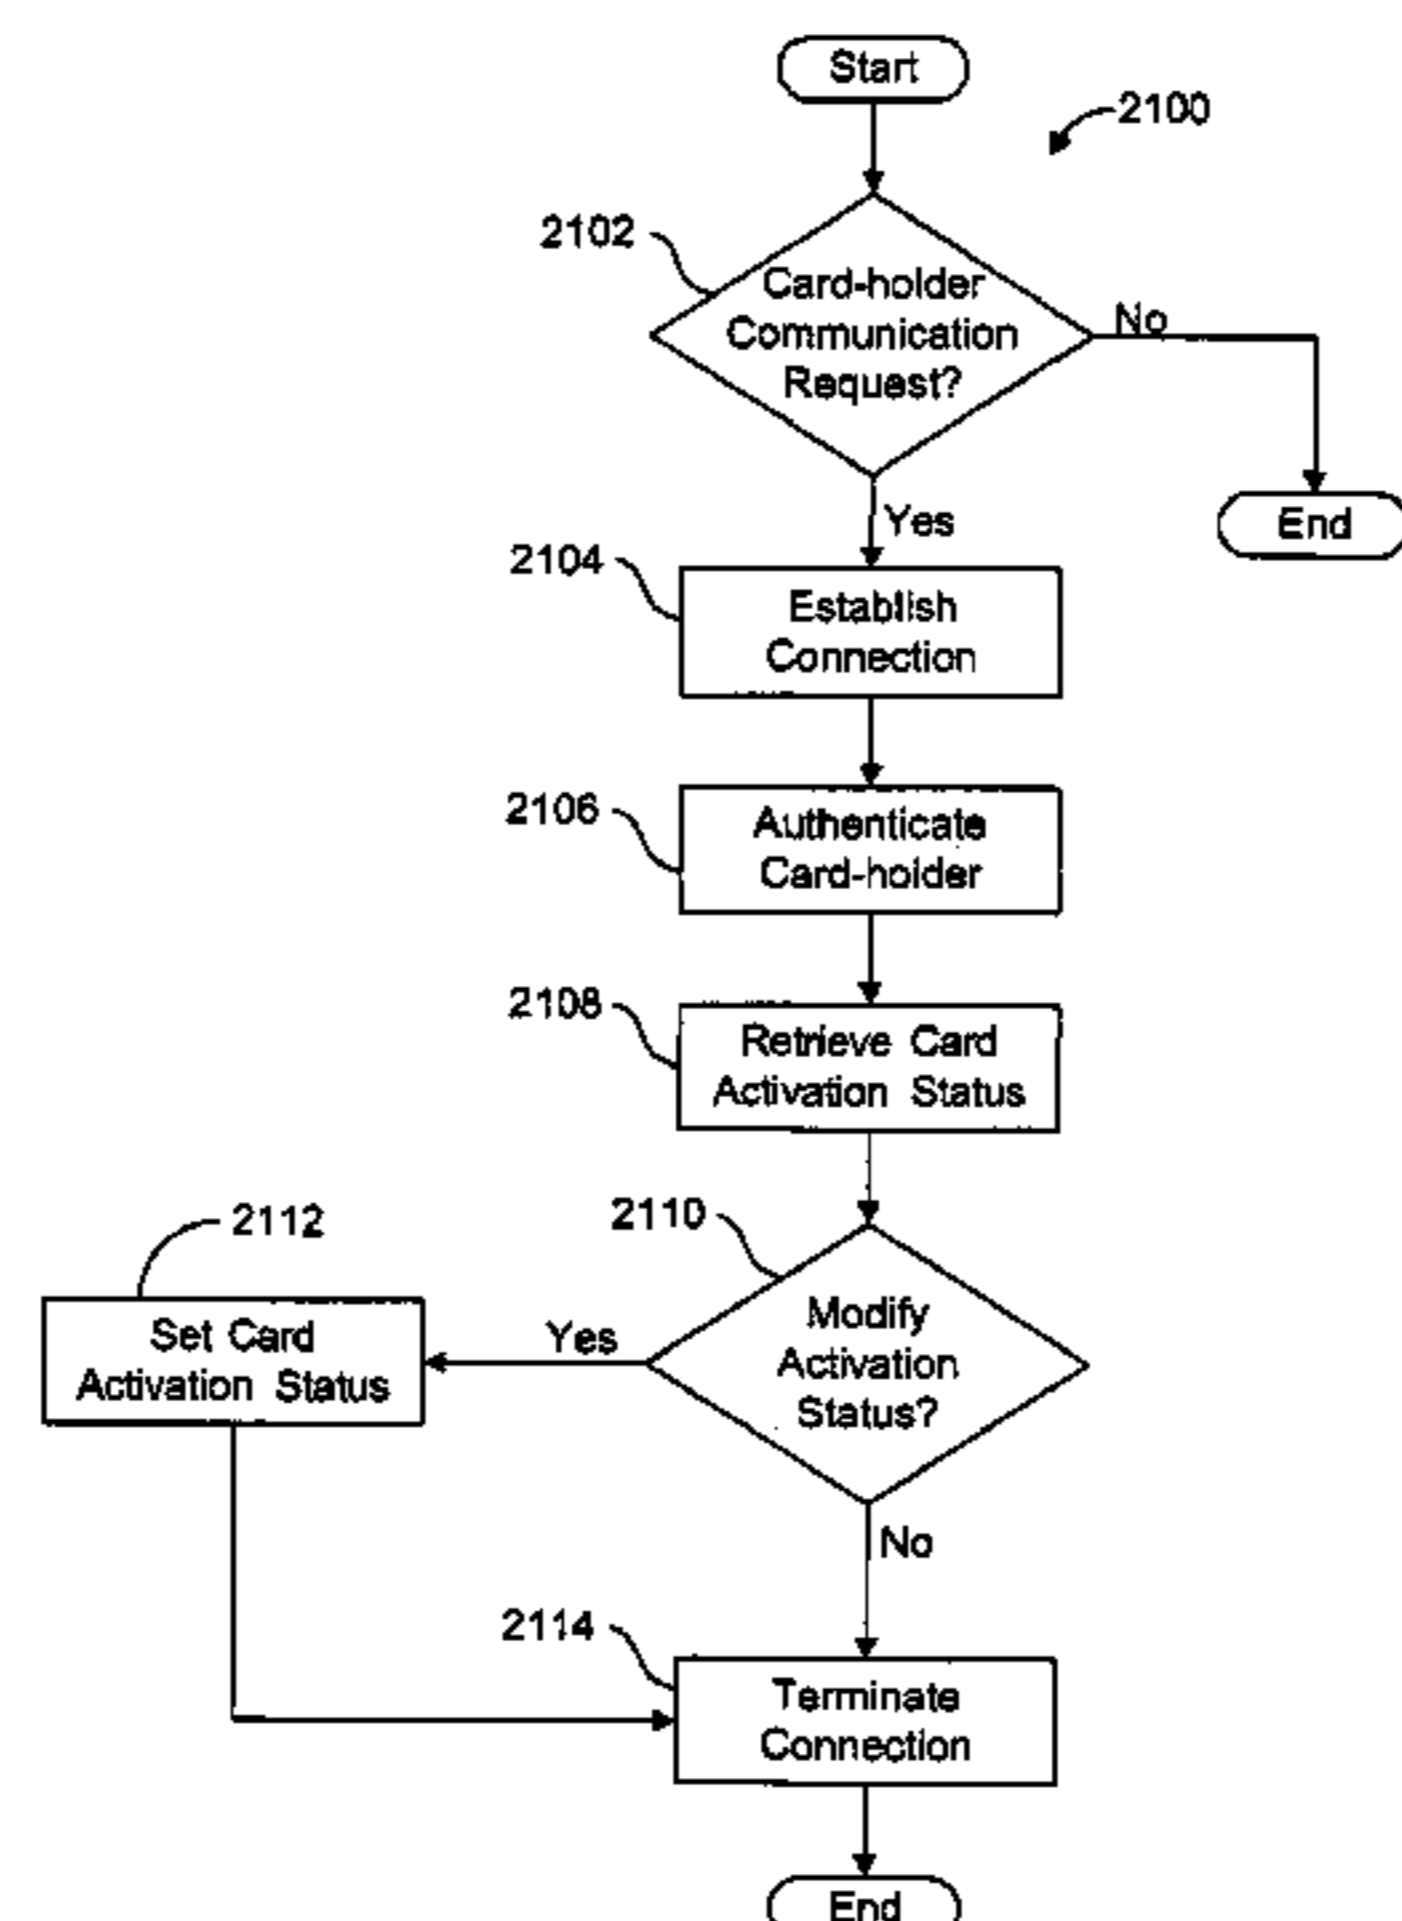 Start
2100
2102
Card-holder
Communication
Request?
No
Yes
End
2104
Establish
Connection
2106
Authenticate
Card-holder
2108
Retrieve Card
Activation Status
2110
2112
Modify
Activation
Status?
Yes
Set Card
Activation Status
No
2114
Terminate
Connection
End